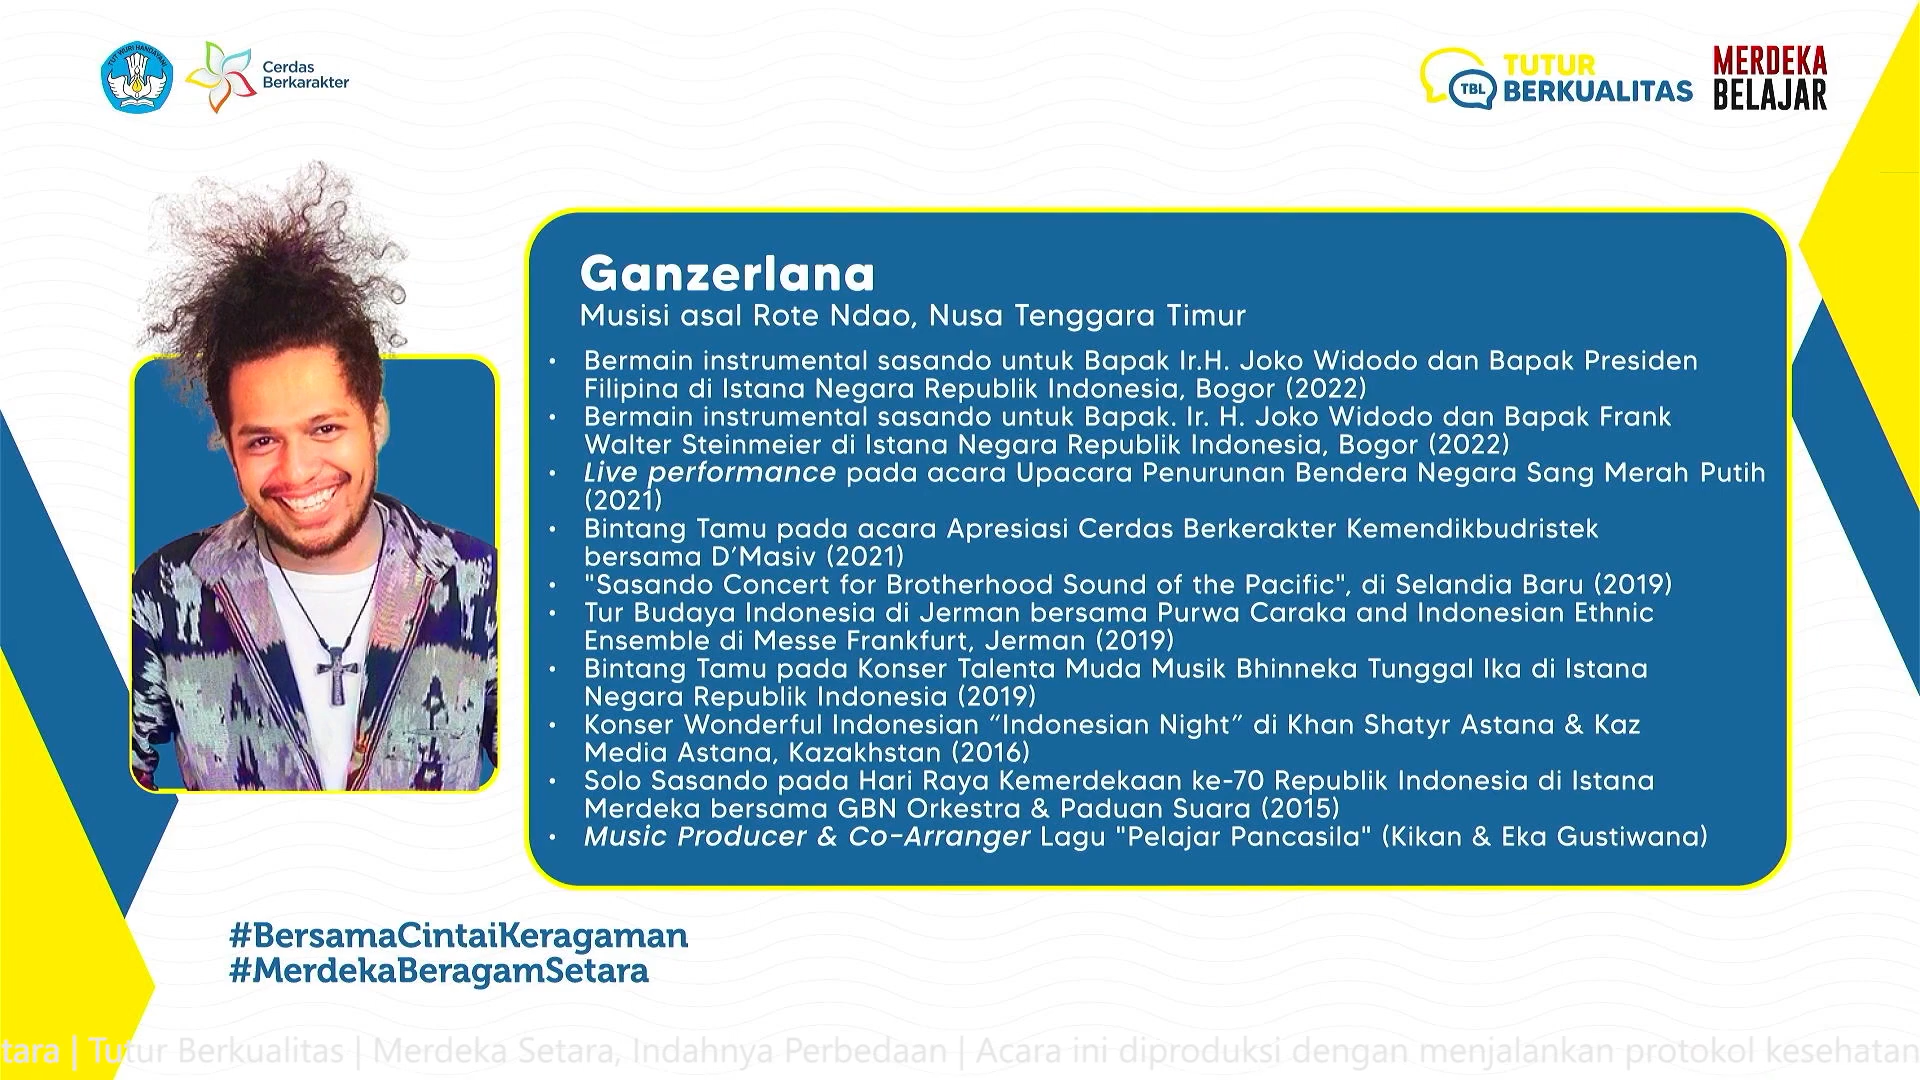 TUT WURI HANDAYANI
Cerdas
Berkarakter
TBL
TUTUR
BERKUALITAS
MERDEKA
BELAJAR
Ganzerlana
Musisi asal Rote Ndao, Nusa Tenggara Timur
• Bermain instrumental sasando untuk Bapak Ir.H. Joko Widodo dan Bapak Presiden
Filipina di Istana Negara Republik Indonesia, Bogor (2022)
• Bermain instrumental sasando untuk Bapak. Ir. H. Joko Widodo dan Bapak Frank
Walter Steinmeier di Istana Negara Republik Indonesia, Bogor (2022)
• Live performance pada acara Upacara Penurunan Bendera Negara Sang Merah Putih
(2021)
• Bintang Tamu pada acara Apresiasi Cerdas Berkerakter Kemendikbudristek
bersama D’Masiv (2021)
• "Sasando Concert for Brotherhood Sound of the Pacific", di Selandia Baru (2019)
• Tur Budaya Indonesia di Jerman bersama Purwa Caraka and Indonesian Ethnic
Ensemble di Messe Frankfurt, Jerman (2019)
• Bintang Tamu pada Konser Talenta Muda Musik Bhinneka Tunggal Ika di Istana
Negara Republik Indonesia (2019)
• Konser Wonderful Indonesian “Indonesian Night” di Khan Shatyr Astana & Kaz
Media Astana, Kazakhstan (2016)
• Solo Sasando pada Hari Raya Kemerdekaan ke-70 Republik Indonesia di Istana
Merdeka bersama GBN Orkestra & Paduan Suara (2015)
• Music Producer & Co-Arranger Lagu "Pelajar Pancasila" (Kikan & Eka Gustiwana)
#BersamaCintaiKeragaman
#MerdekaBeragamSetara
tara | Tutur Berkualitas | Merdeka Setara, Indahnya Perbedaan | Acara ini diproduksi dengan menjalankan protokol kesehatan